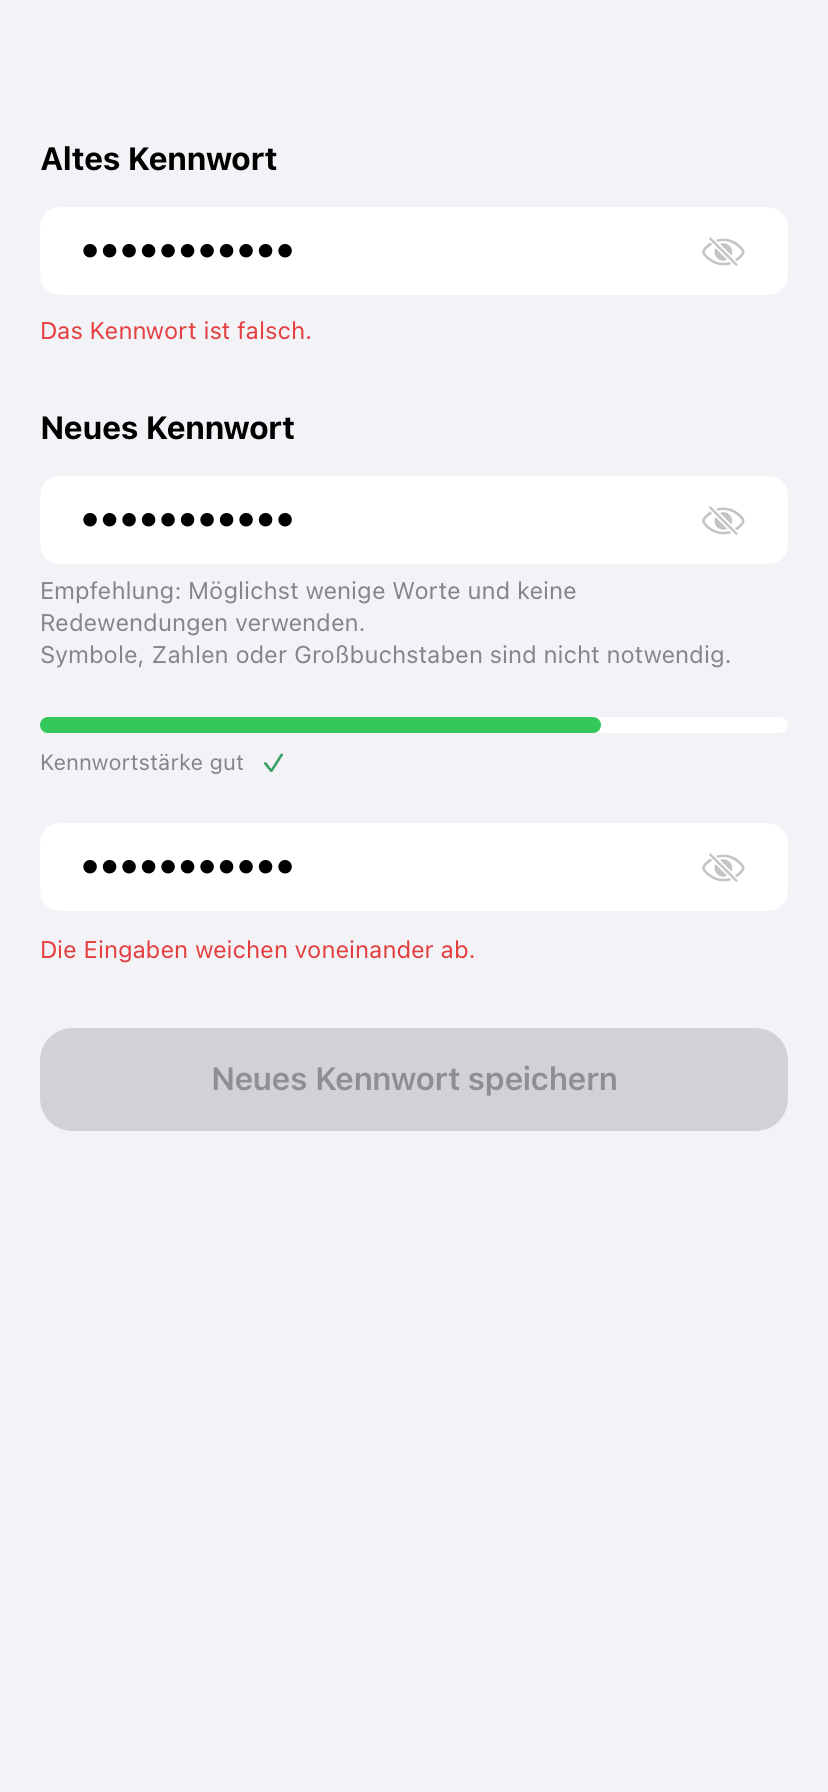 Altes Kennwort
•••••••••••
Das Kennwort ist falsch.
Neues Kennwort
•••••••••••
Empfehlung: Möglichst wenige Worte und keine
Redewendungen verwenden.
Symbole, Zahlen oder Großbuchstaben sind nicht notwendig.
Kennwortstärke gut
•••••••••••
Die Eingaben weichen voneinander ab.
Neues Kennwort speichern